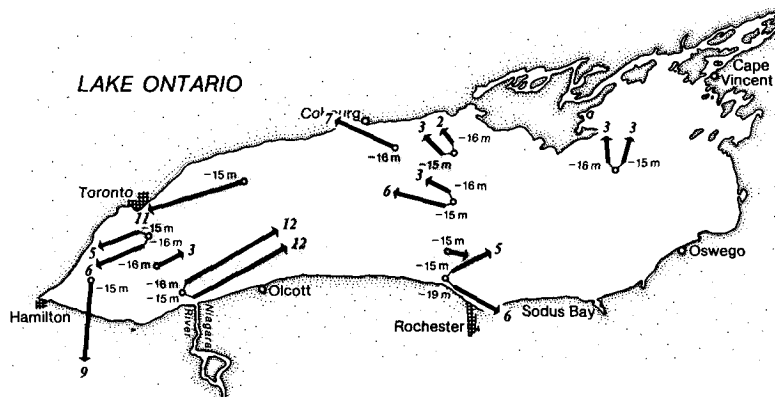 LAKE ONTARIO
Cape
Vincent
Cobourg
7
3
2
-16 m
3
3
-16 m
-15 m
-16 m
-15 m
3
-16 m
Toronto
-15 m
6
-15 m
11
-15 m
-16 m
12
5
3
22
5
Oswego
6
-16 m
-15 m
-15 m
-16 m
-15 m
Olcott
-19 m
Hamilton
Niagara
River
Rochester
6
Sodus Bay
9